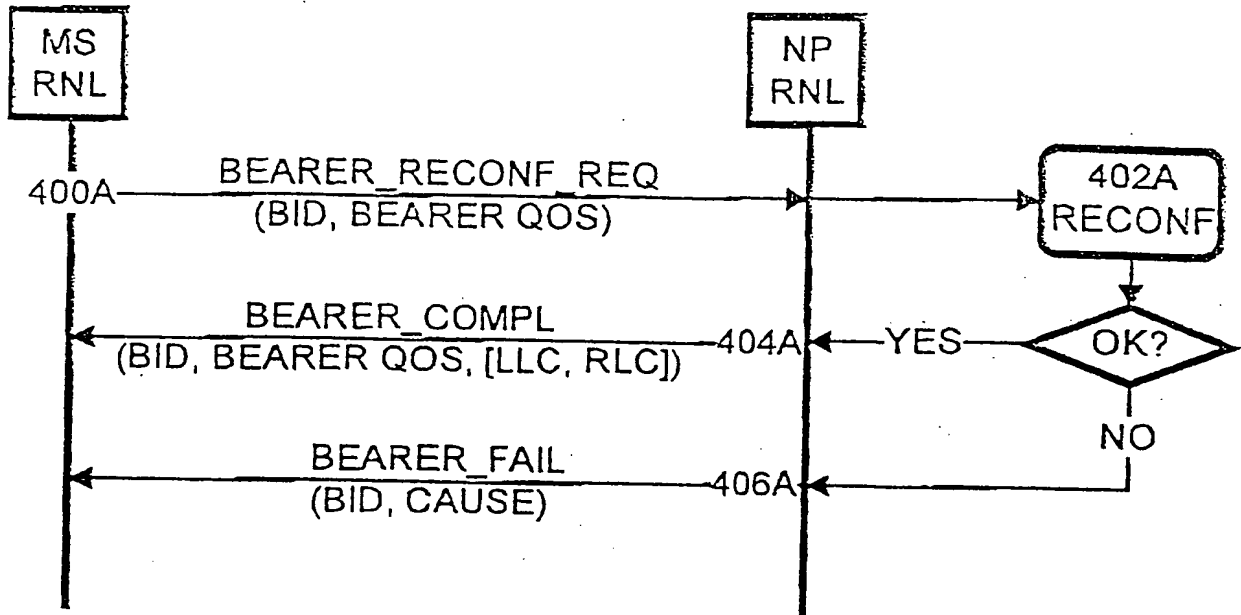 MS
RNL
NP
RNL
400A
BEARER_RECONF_REQ
(BID, BEARER QOS)
402A
RECONF
BEARER_COMPL
(BID, BEARER QOS, [LLC, RLC])
404A
YES
OK?
NO
BEARER_FAIL
(BID, CAUSE)
406A